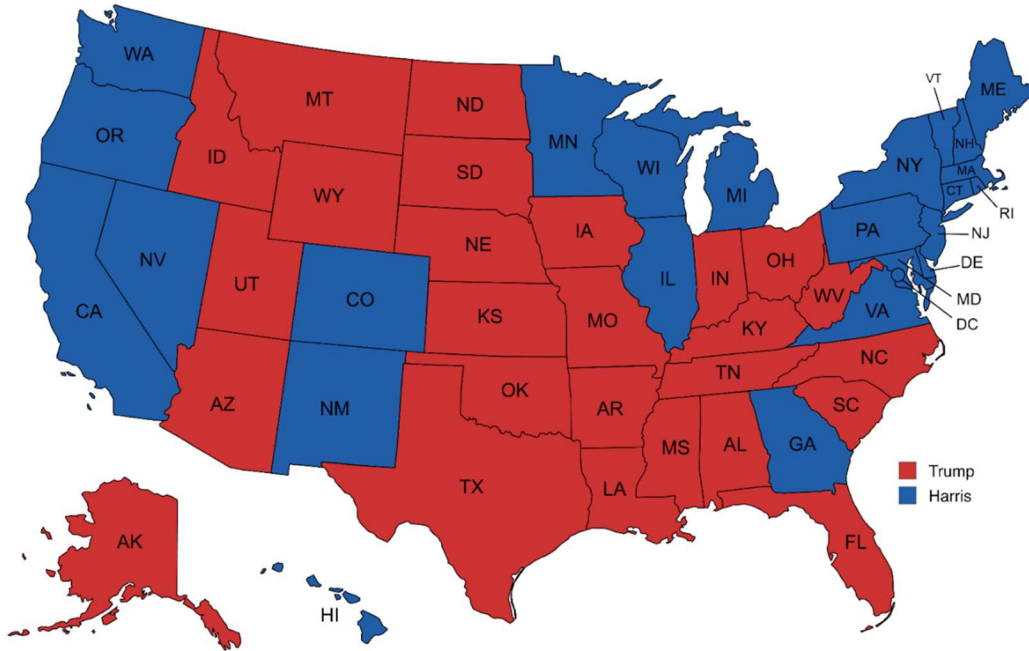 WA
MT
ND
MN
VT
ME
OR
ID
SD
WI
NY
NH
MA
WY
MI
CT
RI
NE
IA
PA
NJ
NV
UT
CO
IL
IN
OH
DE
CA
KS
MO
WV
MD
VA
DC
KY
NC
TN
AZ
NM
OK
AR
SC
MS
AL
GA
TX
LA
Trump
Harris
AK
FL
HI